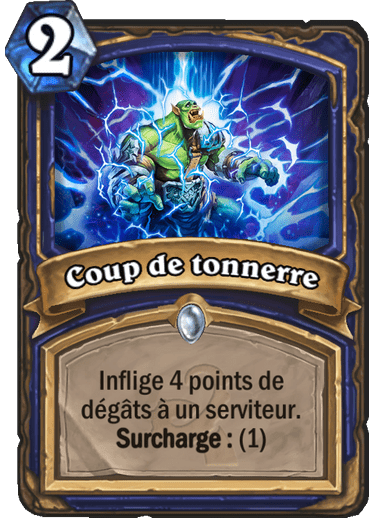 2
Coup de tonnerre
Inflige 4 points de
dégâts à un serviteur.
Surcharge : (1)